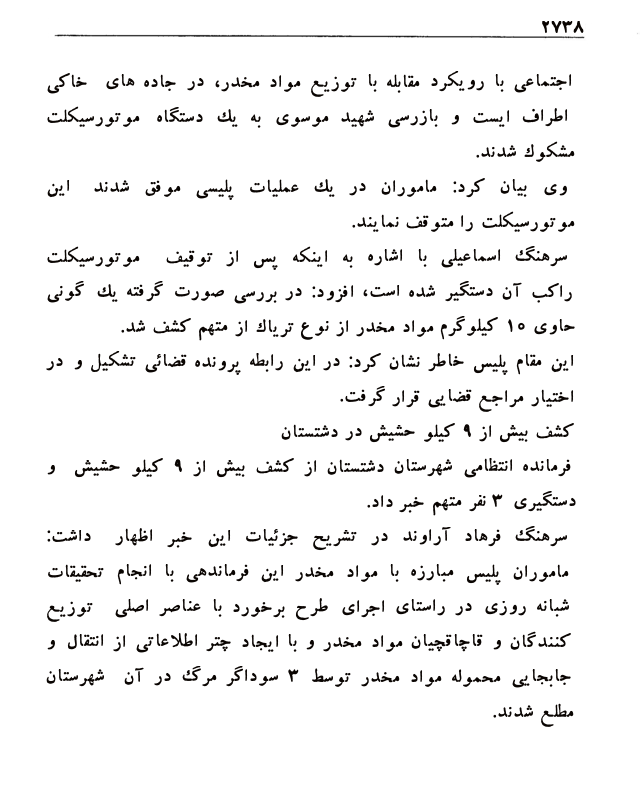 ۲۷۳۸
اجتماعی با رویکرد مقابله با توزیع مواد مخدر، در جاده های خاکی
اطراف ایست و بازرسی شهید موسوی به یك دستگاه موتورسیکلت
مشکوك شدند.
وی بیان کرد: ماموران در یك عملیات پلیسی موفق شدند این
موتورسیکلت را متوقف نمایند.
سرهنگ اسماعیلی با اشاره به اینکه پس از توقیف موتورسیکلت
راکب آن دستگیر شده است، افزود: در بررسی صورت گرفته یك گونی
حاوی ۱۵ کیلوگرم مواد مخدر از نوع تریاك از متهم کشف شد.
این مقام پلیس خاطر نشان کرد: در این رابطه پرونده قضائی تشکیل و در
اختیار مراجع قضایی قرار گرفت.
کشف بیش از ۹ کیلو حشیش در دشتستان
فرمانده انتظامی شهرستان دشتستان از کشف بیش از ۹ کیلو حشیش و
دستگیری ۳ نفر متهم خبر داد.
سرهنگ فرهاد آراوند در تشریح جزئیات این خبر اظهار داشت:
ماموران پلیس مبارزه با مواد مخدر این فرماندهی با انجام تحقیقات
شبانه روزی در راستای اجرای طرح برخورد با عناصر اصلی توزیع
کنندگان و قاچاقچیان مواد مخدر و با ایجاد چتر اطلاعاتی از انتقال و
جابجایی محموله مواد مخدر توسط ۳ سوداگر مرگ در آن شهرستان
مطلع شدند.